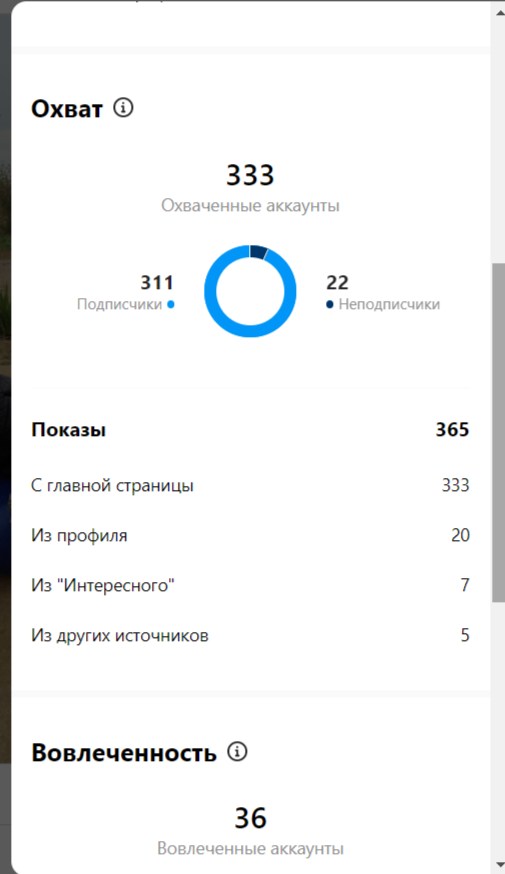 Охват
333
Охваченные аккаунты
311
Подписчики
22
Неподписчики
Показы 365
С главной страницы 333
Из профиля 20
Из "Интересного" 7
Из других источников 5
Вовлеченность
36
Вовлеченные аккаунты